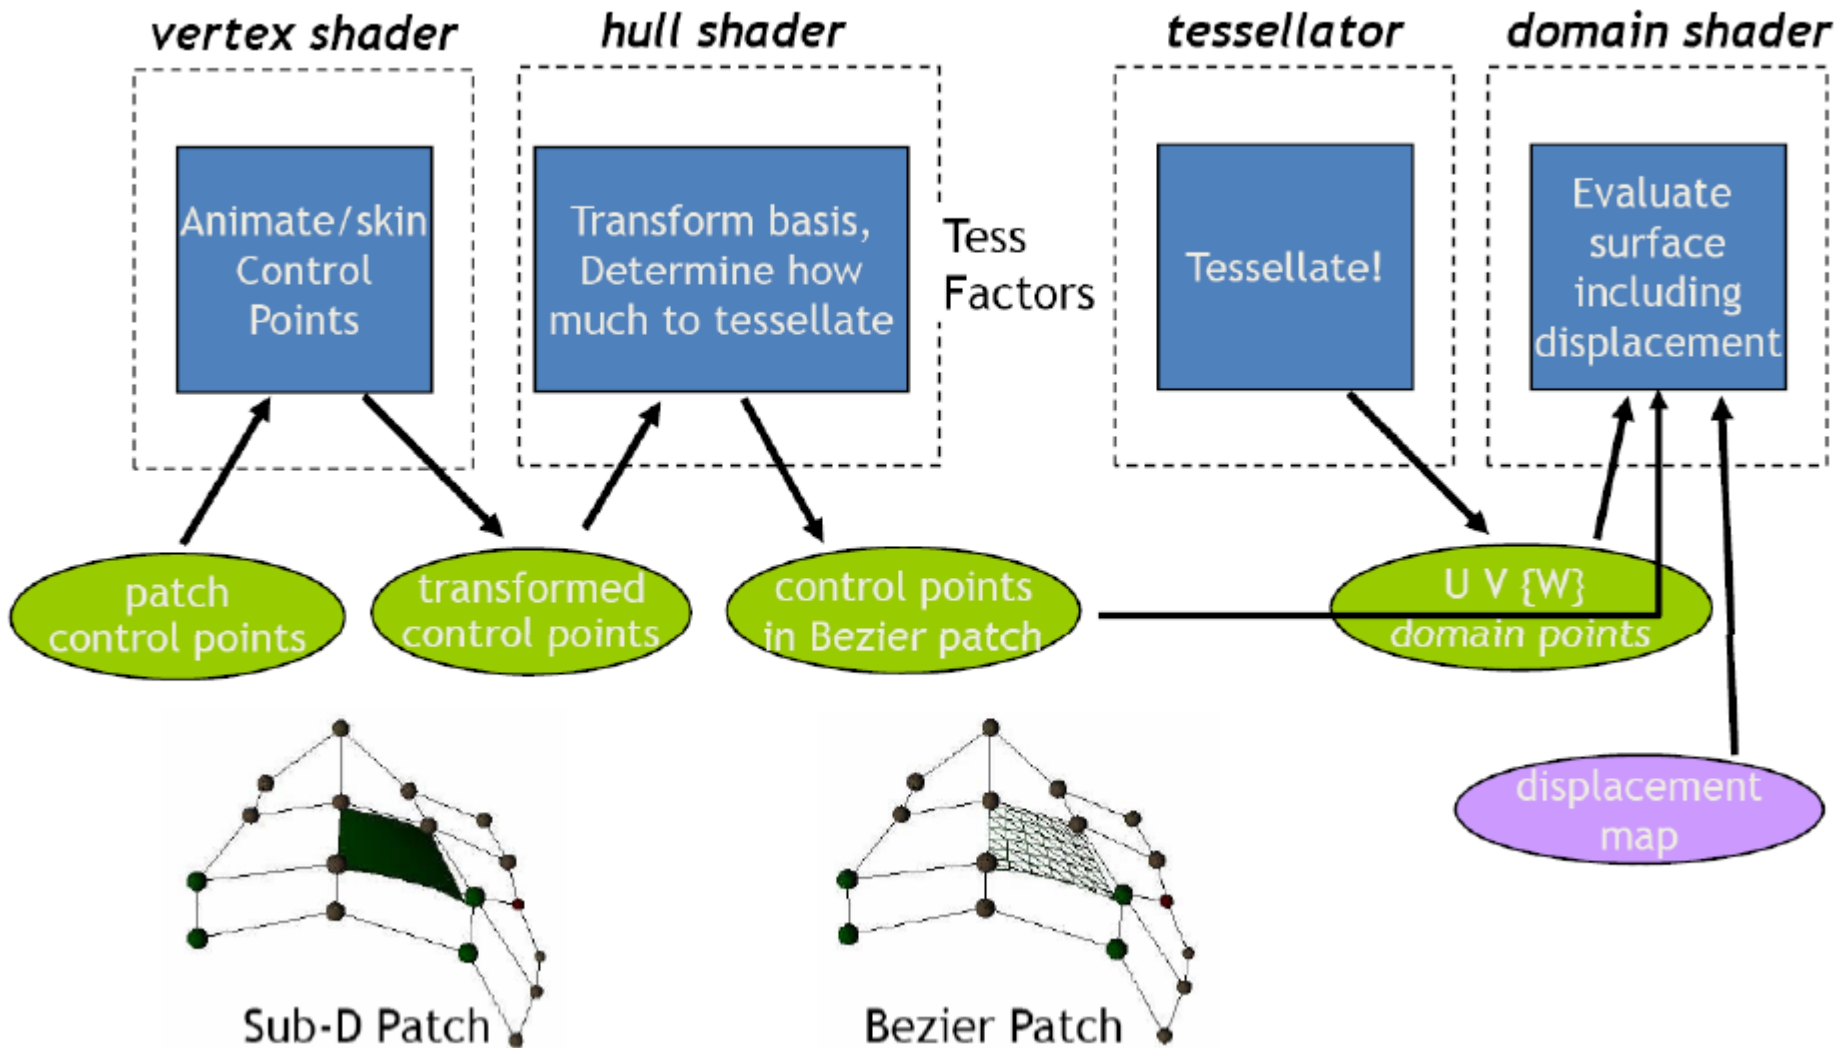 vertex shader
hull shader
tessellator
domain shader
Animate/skin
Control
Points
Transform basis,
Determine how
much to tessellate
Tess
Factors
Tessellate!
Evaluate
surface
including
displacement
patch
control points
transformed
control points
control points
in Bezier patch
U V {W}
domain points
displacement
map
Sub-D Patch
Bezier Patch